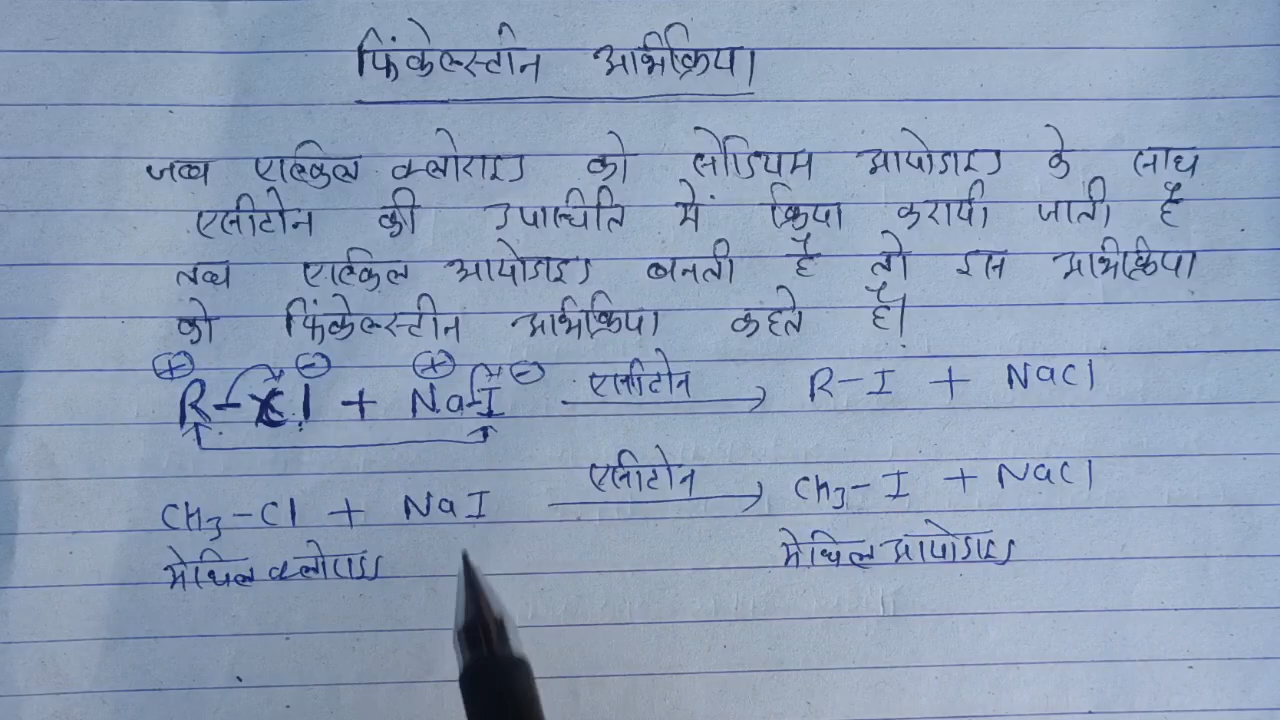 फिंकेल्स्टीन अभिक्रिया
जब एल्किल क्लोराइड को सोडियम आयोडाइड के साथ
एसीटोन की उपस्थिति में क्रिया करायी जाती है
तब एल्किल आयोडाइड बनती है तो इस अभिक्रिया
को फिंकेल्स्टीन अभिक्रिया कहते है।
⊕ ⊖ ⊕ ⊖
R-Cl + Na-I एसीटोन → R-I + NaCl
CH3-Cl + NaI एसीटोन → CH3-I + NaCl
मेथिल क्लोराइड मेथिल आयोडाइड